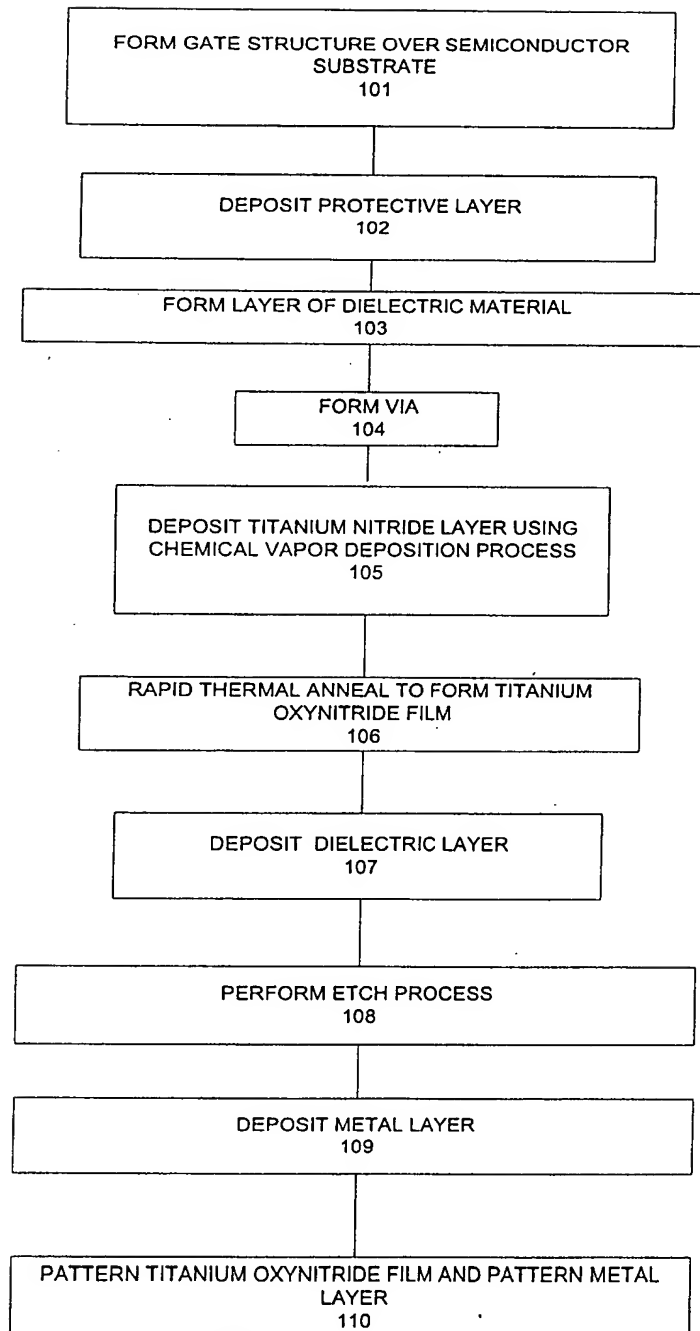 FORM GATE STRUCTURE OVER SEMICONDUCTOR
SUBSTRATE
101
DEPOSIT PROTECTIVE LAYER
102
FORM LAYER OF DIELECTRIC MATERIAL
103
FORM VIA
104
DEPOSIT TITANIUM NITRIDE LAYER USING
CHEMICAL VAPOR DEPOSITION PROCESS
105
RAPID THERMAL ANNEAL TO FORM TITANIUM
OXYNITRIDE FILM
106
DEPOSIT DIELECTRIC LAYER
107
PERFORM ETCH PROCESS
108
DEPOSIT METAL LAYER
109
PATTERN TITANIUM OXYNITRIDE FILM AND PATTERN METAL
LAYER
110